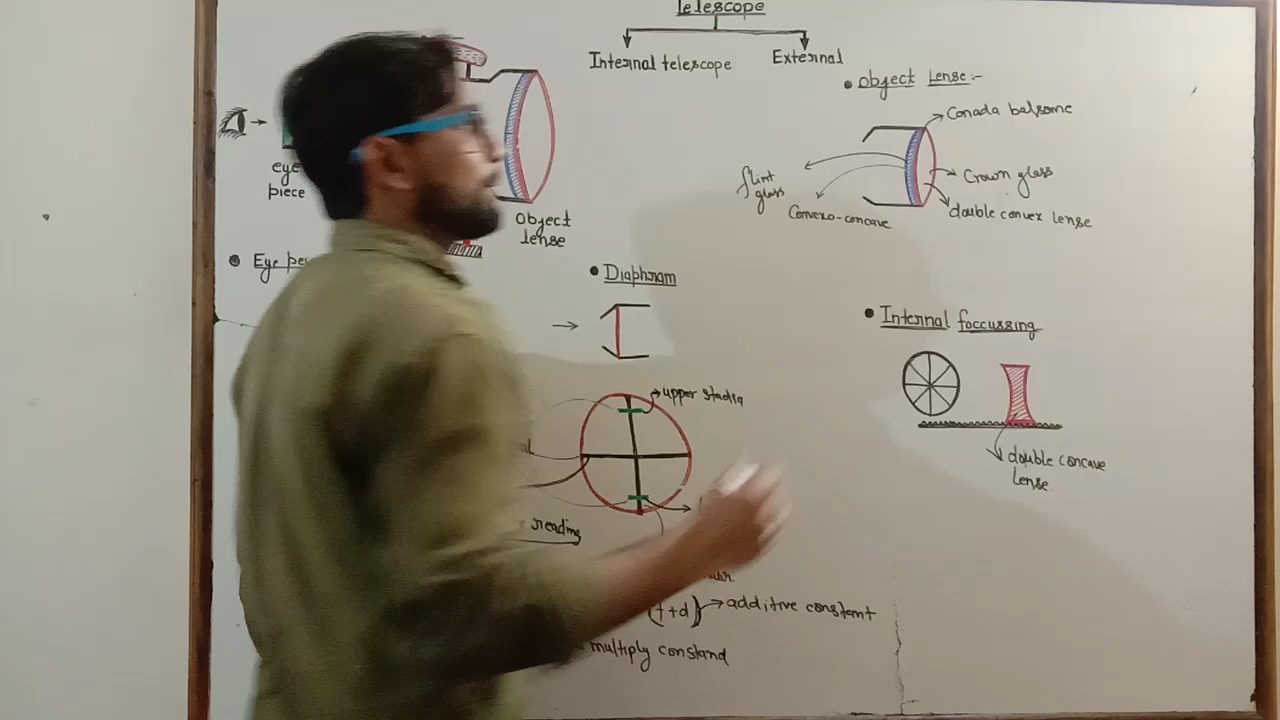 Telescope
Internal telescope
External
• Object Lense:-
Conada balsome
flint
glass
Crown glass
Convexo-concave
double convex lense
eye
piece
object
lense
• Eye
• Diaphram
upper stadia
reading
(f+d) additive constant
multiply constand
• Internal foccussing
double concave
lense